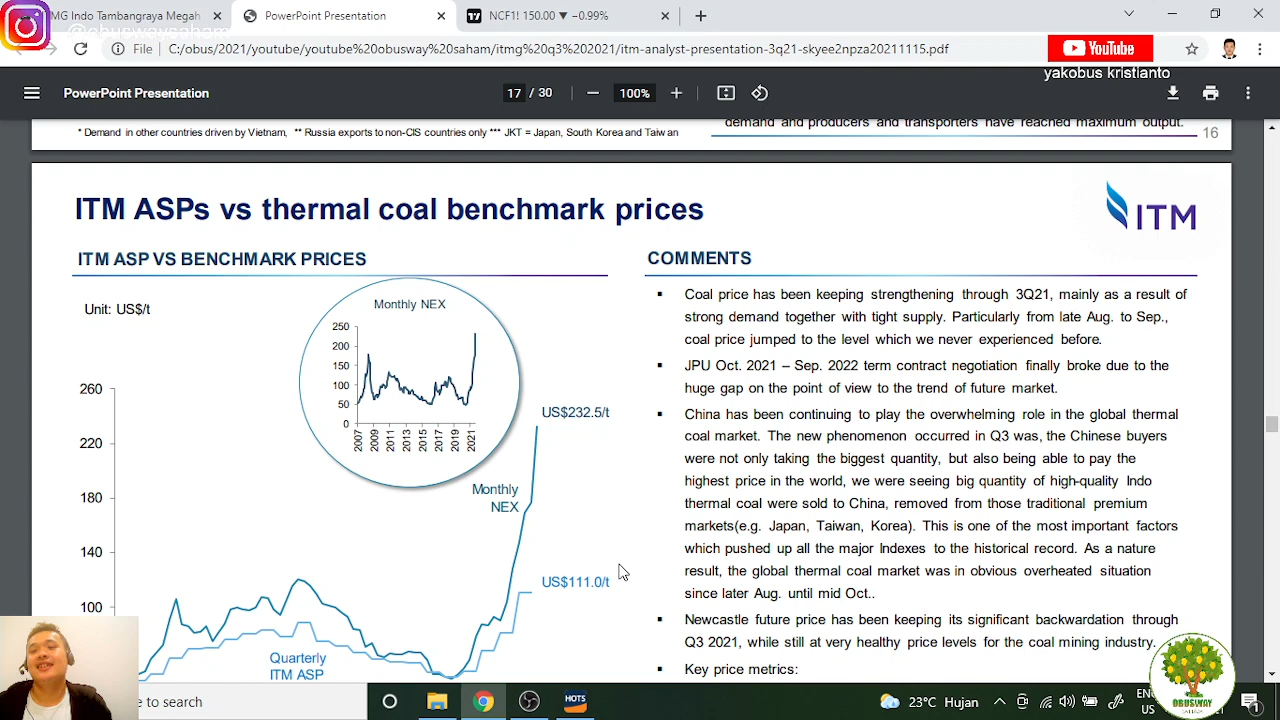 MG Indo Tambangraya Megah
PowerPoint Presentation
NCF1! 150.00 ▼ −0.99%
@obuswaysaham
File
C:/obus/2021/youtube/youtube%20busly%20saham/itmg%20q3%202021/itm-analyst-presentation-3q21-skyee2npza20211115.pdf
YouTube
yakobus kristianto
PowerPoint Presentation
17 / 30
100%
* Demand in other countries driven by Vietnam, ** Russia exports to non-CIS countries only *** JKT = Japan, South Korea and Taiwan
demand and producers and transporters have reached maximum output.
16
ITM ASPs vs thermal coal benchmark prices
ITM
ITM ASP VS BENCHMARK PRICES
Unit: US$/t
Monthly NEX
250
200
150
100
50
0
2007
2009
2011
2013
2015
2017
2019
2021
260
220
180
140
100
US$232.5/t
Monthly
NEX
US$111.0/t
Quarterly
ITM ASP
COMMENTS
▪ Coal price has been keeping strengthening through 3Q21, mainly as a result of
strong demand together with tight supply. Particularly from late Aug. to Sep.,
coal price jumped to the level which we never experienced before.
▪ JPU Oct. 2021 – Sep. 2022 term contract negotiation finally broke due to the
huge gap on the point of view to the trend of future market.
▪ China has been continuing to play the overwhelming role in the global thermal
coal market. The new phenomenon occurred in Q3 was, the Chinese buyers
were not only taking the biggest quantity, but also being able to pay the
highest price in the world, we were seeing big quantity of high-quality Indo
thermal coal were sold to China, removed from those traditional premium
markets(e.g. Japan, Taiwan, Korea). This is one of the most important factors
which pushed up all the major Indexes to the historical record. As a nature
result, the global thermal coal market was in obvious overheated situation
since later Aug. until mid Oct..
▪ Newcastle future price has been keeping its significant backwardation through
Q3 2021, while still at very healthy price levels for the coal mining industry.
▪ Key price metrics:
OBUSWAY
e to search
HOTS
23°C Hujan
EN
US
1